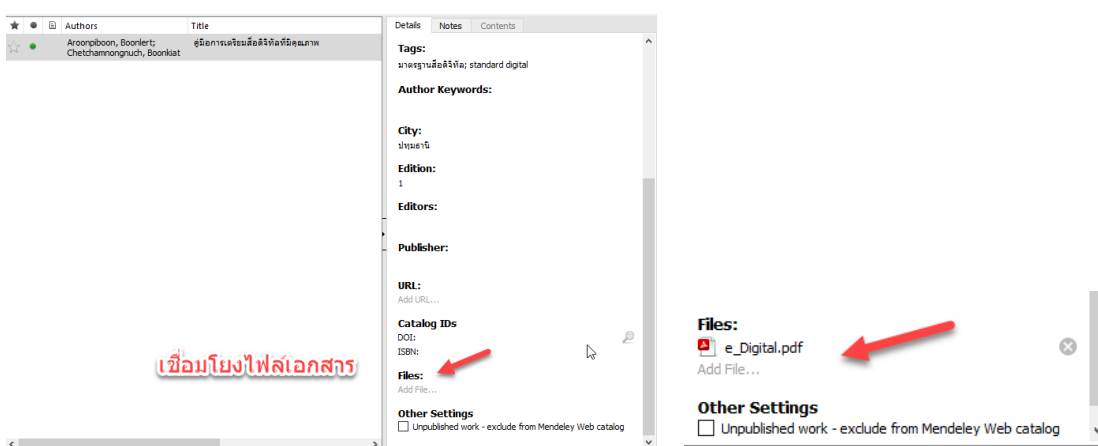 Authors Title
Aroonpiboon, Boonlert;
Chetchamnongnuch, Boonkiat
คู่มือการเตรียมสื่อดิจิทัลที่มีคุณภาพ
เชื่อมโยงไฟล์เอกสาร
Details Notes Contents
Tags:
มาตรฐานสื่อดิจิทัล; standard digital
Author Keywords:
City:
ปทุมธานี
Edition:
1
Editors:
Publisher:
URL:
Add URL...
Catalog IDs
DOI:
ISBN:
Files:
Add File...
Other Settings
Unpublished work - exclude from Mendeley Web catalog
Files:
e_Digital.pdf
Add File...
Other Settings
Unpublished work - exclude from Mendeley Web catalog